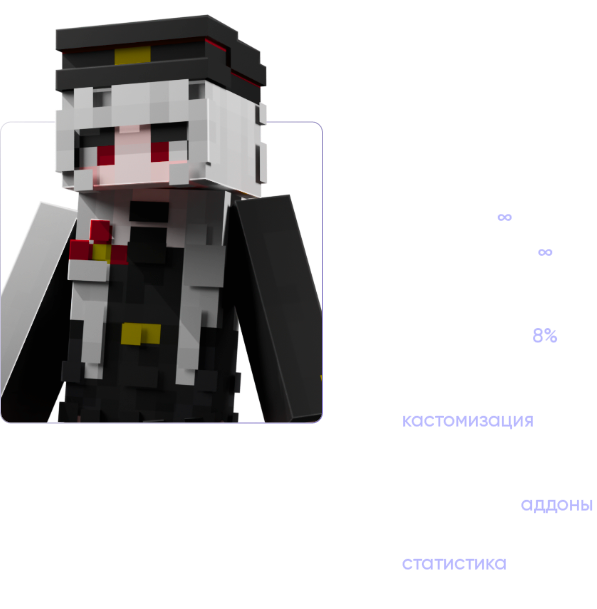 ∞
∞
8%
кастомизация
аддоны
статистика